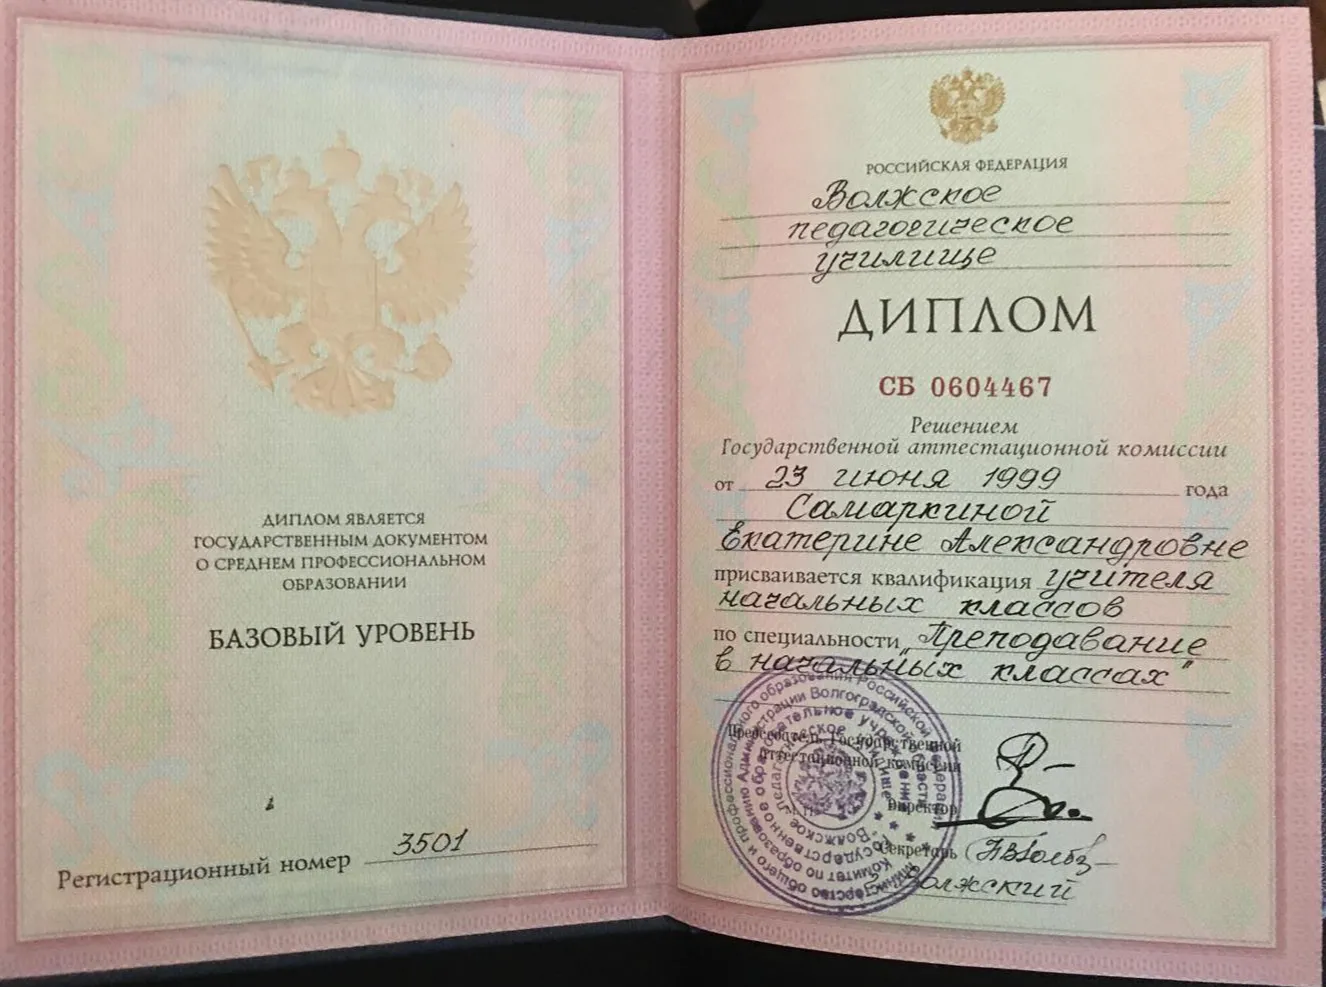 ДИПЛОМ ЯВЛЯЕТСЯ
ГОСУДАРСТВЕННЫМ ДОКУМЕНТОМ
О СРЕДНЕМ ПРОФЕССИОНАЛЬНОМ
ОБРАЗОВАНИИ
БАЗОВЫЙ УРОВЕНЬ
Регистрационный номер 3501
РОССИЙСКАЯ ФЕДЕРАЦИЯ
Волжское
педагогическое
училище
ДИПЛОМ
СБ 0604467
Решением
Государственной аттестационной комиссии
от 23 июня 1999 года
Самаркиной
Екатерине Александровне
присваивается квалификация учителя
начальных классов
по специальности „Преподавание
в начальных классах"
Председатель Государственной
аттестационной комиссии
Директор
Секретарь
Волжский